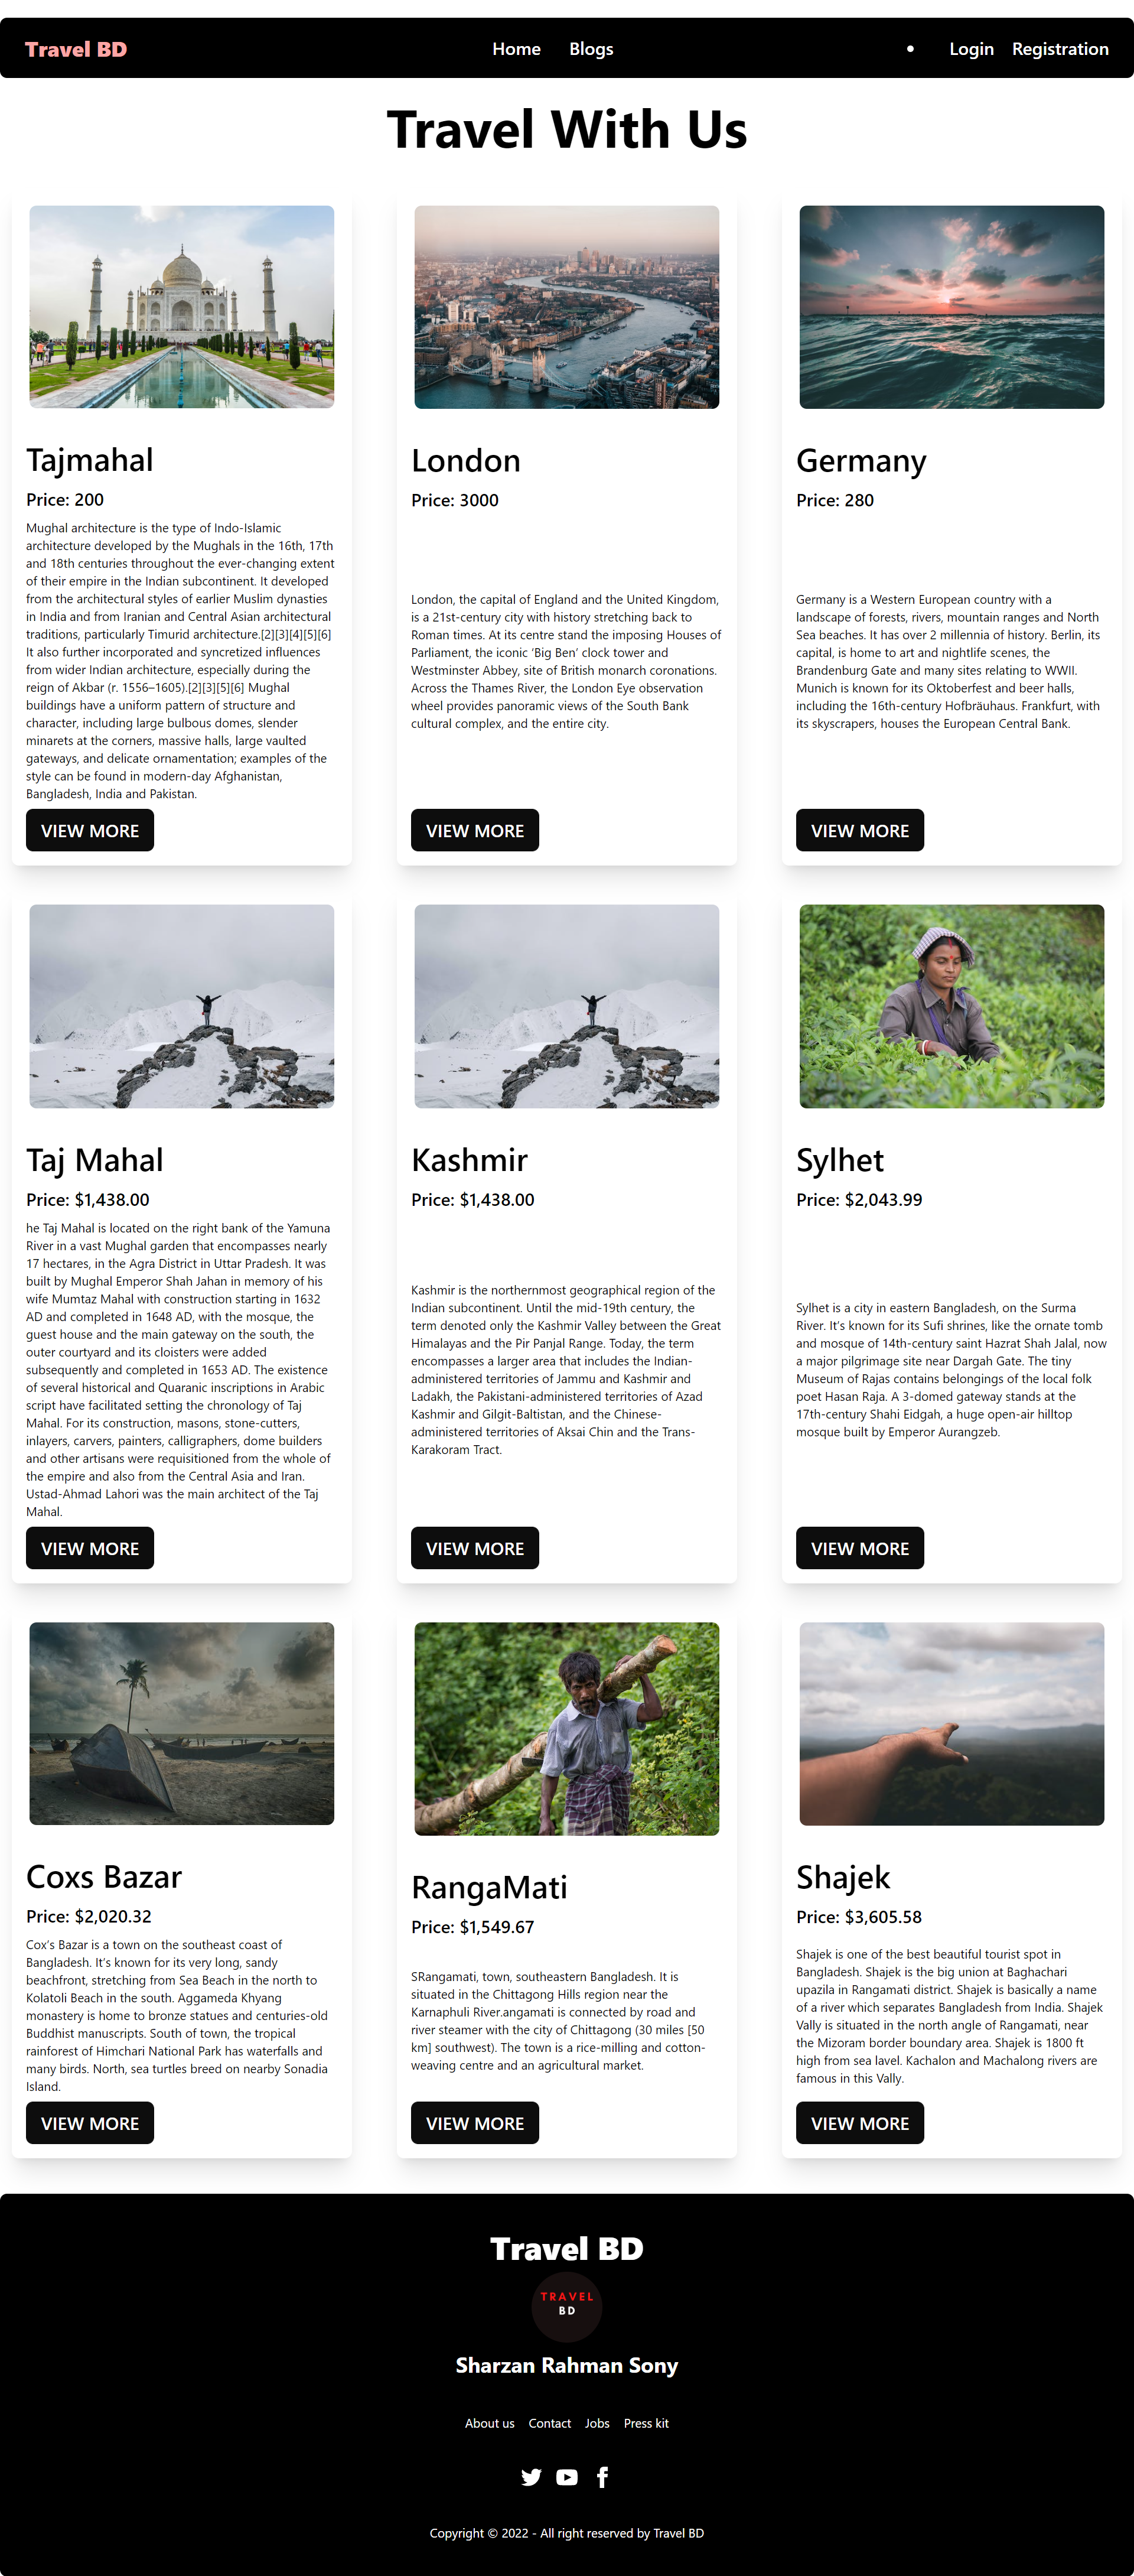 Travel BD
Home Blogs
Login Registration
Travel With Us
Tajmahal
Price: 200
Mughal architecture is the type of Indo-Islamic
architecture developed by the Mughals in the 16th, 17th
and 18th centuries throughout the ever-changing extent
of their empire in the Indian subcontinent. It developed
from the architectural styles of earlier Muslim dynasties
in India and from Iranian and Central Asian architectural
traditions, particularly Timurid architecture.[2][3][4][5][6]
It also further incorporated and syncretized influences
from wider Indian architecture, especially during the
reign of Akbar (r. 1556–1605).[2][3][5][6] Mughal
buildings have a uniform pattern of structure and
character, including large bulbous domes, slender
minarets at the corners, massive halls, large vaulted
gateways, and delicate ornamentation; examples of the
style can be found in modern-day Afghanistan,
Bangladesh, India and Pakistan.
VIEW MORE
London
Price: 3000
London, the capital of England and the United Kingdom,
is a 21st-century city with history stretching back to
Roman times. At its centre stand the imposing Houses of
Parliament, the iconic ‘Big Ben’ clock tower and
Westminster Abbey, site of British monarch coronations.
Across the Thames River, the London Eye observation
wheel provides panoramic views of the South Bank
cultural complex, and the entire city.
VIEW MORE
Germany
Price: 280
Germany is a Western European country with a
landscape of forests, rivers, mountain ranges and North
Sea beaches. It has over 2 millennia of history. Berlin, its
capital, is home to art and nightlife scenes, the
Brandenburg Gate and many sites relating to WWII.
Munich is known for its Oktoberfest and beer halls,
including the 16th-century Hofbräuhaus. Frankfurt, with
its skyscrapers, houses the European Central Bank.
VIEW MORE
Taj Mahal
Price: $1,438.00
he Taj Mahal is located on the right bank of the Yamuna
River in a vast Mughal garden that encompasses nearly
17 hectares, in the Agra District in Uttar Pradesh. It was
built by Mughal Emperor Shah Jahan in memory of his
wife Mumtaz Mahal with construction starting in 1632
AD and completed in 1648 AD, with the mosque, the
guest house and the main gateway on the south, the
outer courtyard and its cloisters were added
subsequently and completed in 1653 AD. The existence
of several historical and Quaranic inscriptions in Arabic
script have facilitated setting the chronology of Taj
Mahal. For its construction, masons, stone-cutters,
inlayers, carvers, painters, calligraphers, dome builders
and other artisans were requisitioned from the whole of
the empire and also from the Central Asia and Iran.
Ustad-Ahmad Lahori was the main architect of the Taj
Mahal.
VIEW MORE
Kashmir
Price: $1,438.00
Kashmir is the northernmost geographical region of the
Indian subcontinent. Until the mid-19th century, the
term denoted only the Kashmir Valley between the Great
Himalayas and the Pir Panjal Range. Today, the term
encompasses a larger area that includes the Indian-
administered territories of Jammu and Kashmir and
Ladakh, the Pakistani-administered territories of Azad
Kashmir and Gilgit-Baltistan, and the Chinese-
administered territories of Aksai Chin and the Trans-
Karakoram Tract.
VIEW MORE
Sylhet
Price: $2,043.99
Sylhet is a city in eastern Bangladesh, on the Surma
River. It’s known for its Sufi shrines, like the ornate tomb
and mosque of 14th-century saint Hazrat Shah Jalal, now
a major pilgrimage site near Dargah Gate. The tiny
Museum of Rajas contains belongings of the local folk
poet Hasan Raja. A 3-domed gateway stands at the
17th-century Shahi Eidgah, a huge open-air hilltop
mosque built by Emperor Aurangzeb.
VIEW MORE
Coxs Bazar
Price: $2,020.32
Cox’s Bazar is a town on the southeast coast of
Bangladesh. It’s known for its very long, sandy
beachfront, stretching from Sea Beach in the north to
Kolatoli Beach in the south. Aggameda Khyang
monastery is home to bronze statues and centuries-old
Buddhist manuscripts. South of town, the tropical
rainforest of Himchari National Park has waterfalls and
many birds. North, sea turtles breed on nearby Sonadia
Island.
VIEW MORE
RangaMati
Price: $1,549.67
SRangamati, town, southeastern Bangladesh. It is
situated in the Chittagong Hills region near the
Karnaphuli River.angamati is connected by road and
river steamer with the city of Chittagong (30 miles [50
km] southwest). The town is a rice-milling and cotton-
weaving centre and an agricultural market.
VIEW MORE
Shajek
Price: $3,605.58
Shajek is one of the best beautiful tourist spot in
Bangladesh. Shajek is the big union at Baghachari
upazila in Rangamati district. Shajek is basically a name
of a river which separates Bangladesh from India. Shajek
Vally is situated in the north angle of Rangamati, near
the Mizoram border boundary area. Shajek is 1800 ft
high from sea lavel. Kachalon and Machalong rivers are
famous in this Vally.
VIEW MORE
Travel BD
TRAVEL
BD
Sharzan Rahman Sony
About us Contact Jobs Press kit
Copyright © 2022 - All right reserved by Travel BD